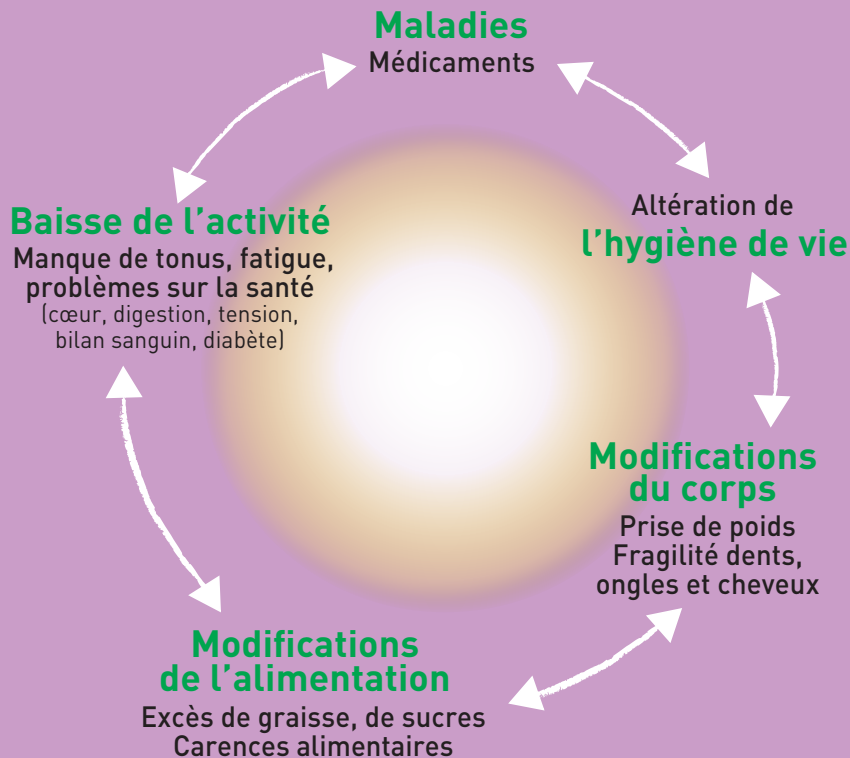 Maladies
Médicaments
Altération de
l’hygiène de vie
Modifications
du corps
Prise de poids
Fragilité dents,
ongles et cheveux
Modifications
de l’alimentation
Excès de graisse, de sucres
Carences alimentaires
Baisse de l’activité
Manque de tonus, fatigue,
problèmes sur la santé
(cœur, digestion, tension,
bilan sanguin, diabète)